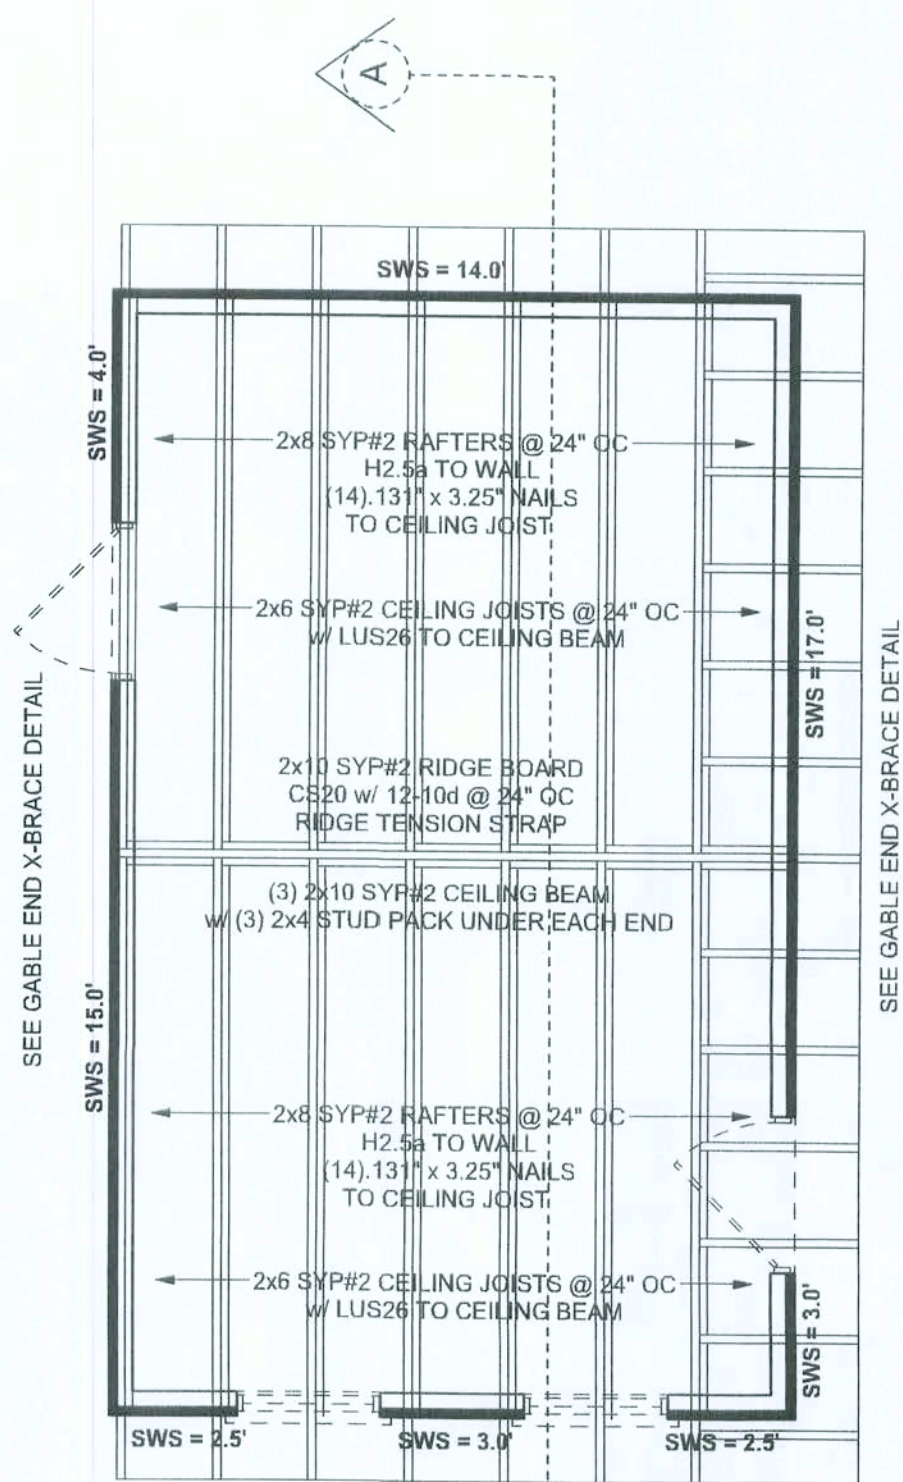 A
SWS = 14.0'
SWS = 4.0'
2x8 SYP#2 RAFTERS @ 24" OC
H2.5a TO WALL
(14).131" x 3.25" NAILS
TO CEILING JOIST
2x6 SYP#2 CEILING JOISTS @ 24" OC
w/ LUS26 TO CEILING BEAM
SWS = 17.0'
SEE GABLE END X-BRACE DETAIL
SEE GABLE END X-BRACE DETAIL
2x10 SYP#2 RIDGE BOARD
CS20 w/ 12-10d @ 24" OC
RIDGE TENSION STRAP
(3) 2x10 SYP#2 CEILING BEAM
w/ (3) 2x4 STUD PACK UNDER EACH END
SWS = 15.0'
2x8 SYP#2 RAFTERS @ 24" OC
H2.5a TO WALL
(14).131" x 3.25" NAILS
TO CEILING JOIST
2x6 SYP#2 CEILING JOISTS @ 24" OC
w/ LUS26 TO CEILING BEAM
SWS = 3.0'
SWS = 2.5'
SWS = 3.0'
SWS = 2.5'